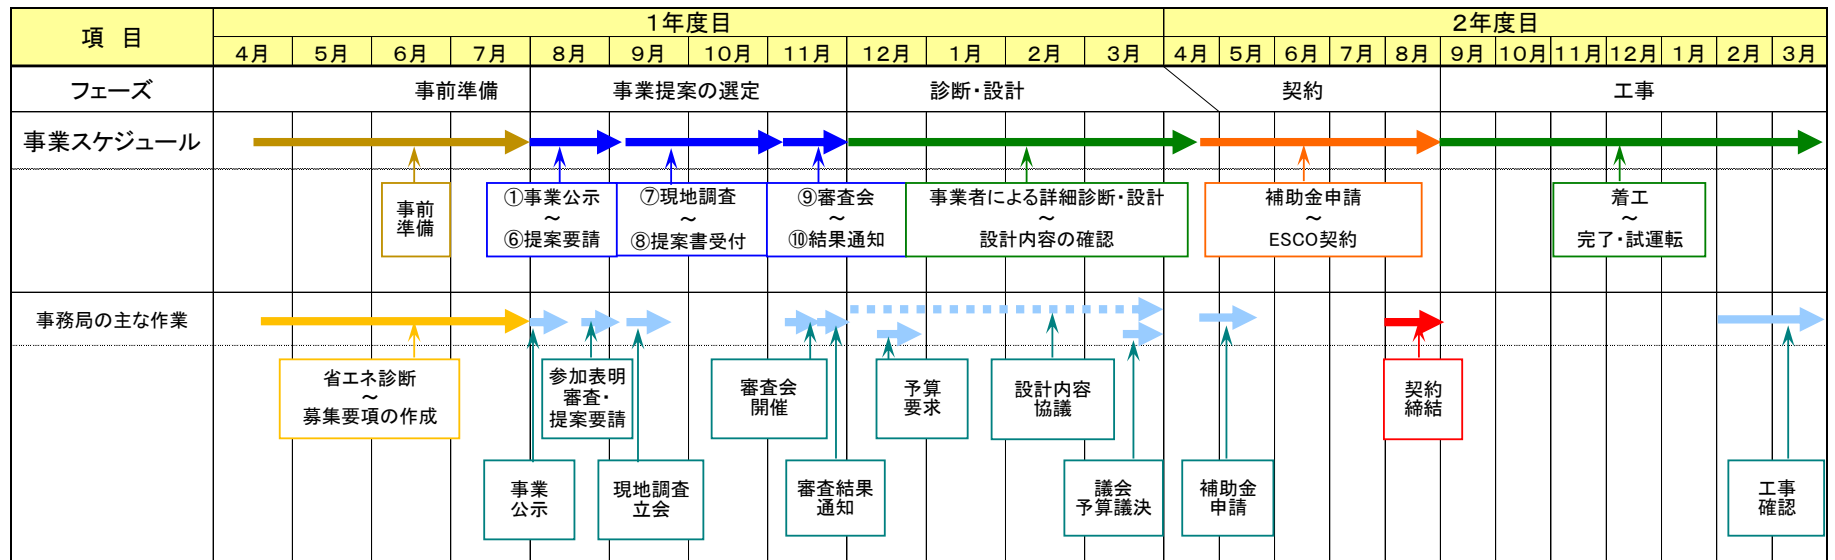 項 目
1年度目
2年度目
4月 5月 6月 7月 8月 9月 10月 11月 12月 1月 2月 3月 4月 5月 6月 7月 8月 9月 10月 11月 12月 1月 2月 3月
フェーズ
事前準備
事業提案の選定
診断・設計
契約
工事
事業スケジュール
事前
準備
①事業公示
~
⑥提案要請
⑦現地調査
~
⑧提案書受付
⑨審査会
~
⑩結果通知
事業者による詳細診断・設計
~
設計内容の確認
補助金申請
~
ESCO契約
着工
~
完了・試運転
事務局の主な作業
省エネ診断
~
募集要項の作成
参加表明
審査・
提案要請
審査会
開催
予算
要求
設計内容
協議
契約
締結
事業
公示
現地調査
立会
審査結果
通知
議会
予算議決
補助金
申請
工事
確認